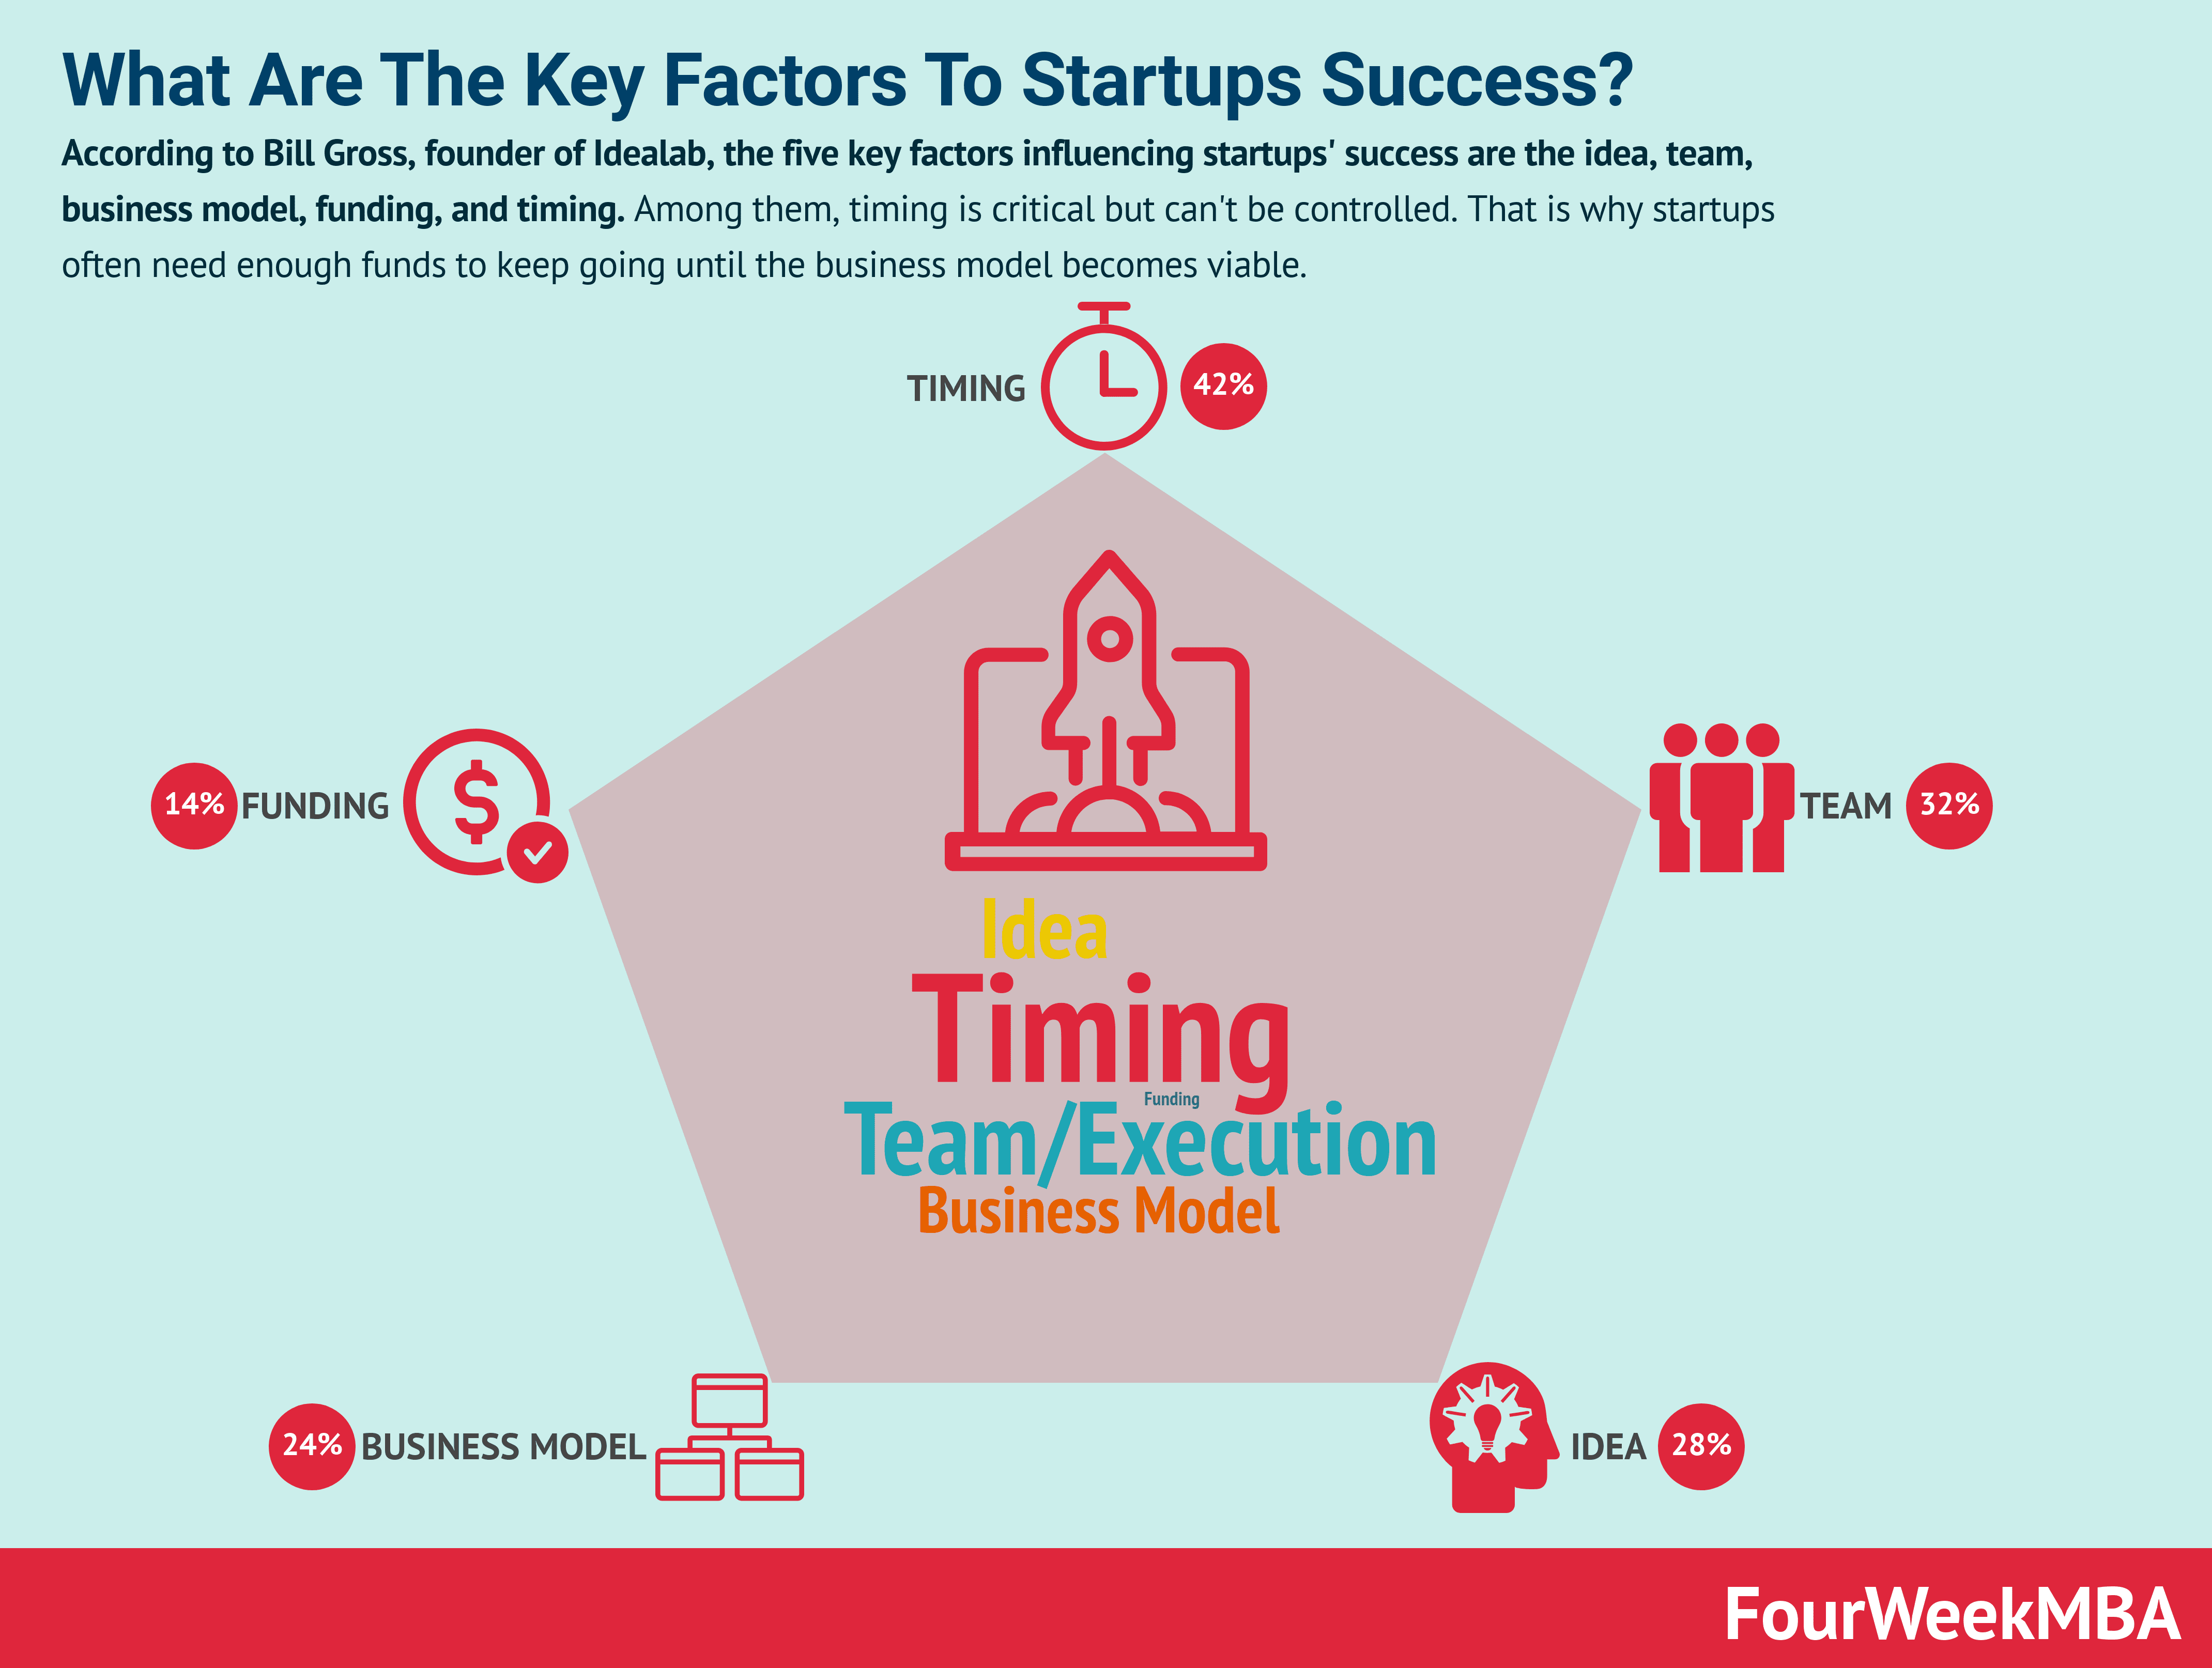 What Are The Key Factors To Startups Success?
According to Bill Gross, founder of Idealab, the five key factors influencing startups' success are the idea, team,
business model, funding, and timing. Among them, timing is critical but can't be controlled. That is why startups
often need enough funds to keep going until the business model becomes viable.
TIMING 42%
14% FUNDING
TEAM 32%
Idea
Timing
Funding
Team/Execution
Business Model
24% BUSINESS MODEL
IDEA 28%
FourWeekMBA